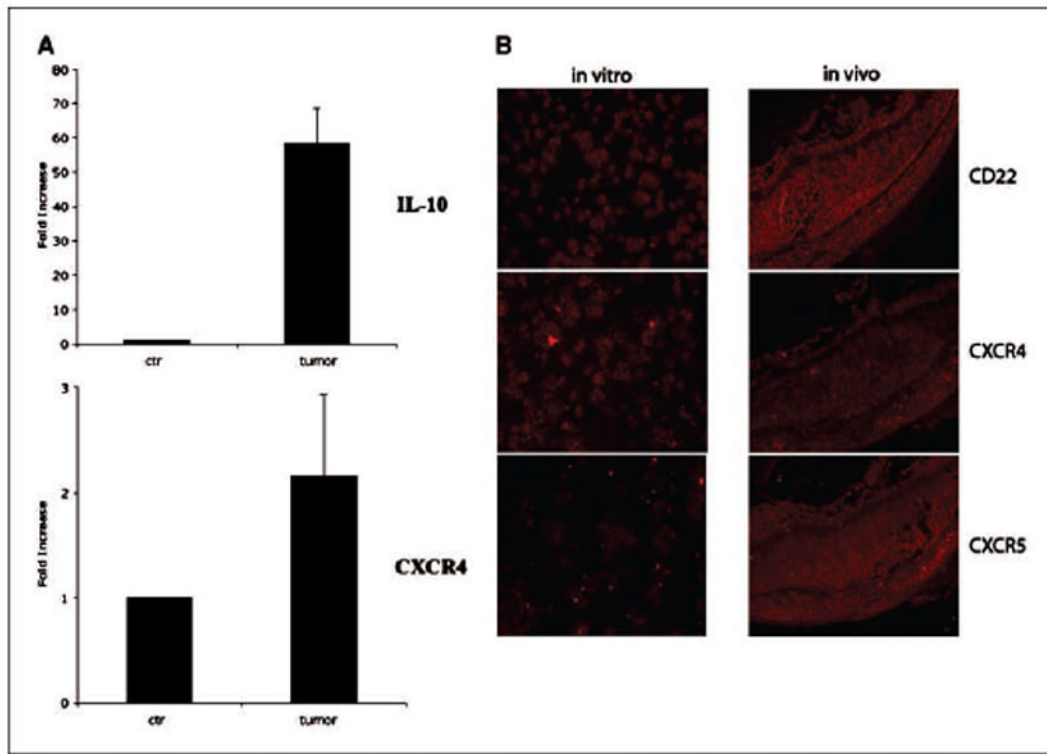 A
80
70
60
50
40
30
20
10
0
Fold Increase
ctr
tumor
IL-10
3
2
1
0
Fold Increase
ctr
tumor
CXCR4
B
in vitro
in vivo
CD22
CXCR4
CXCR5